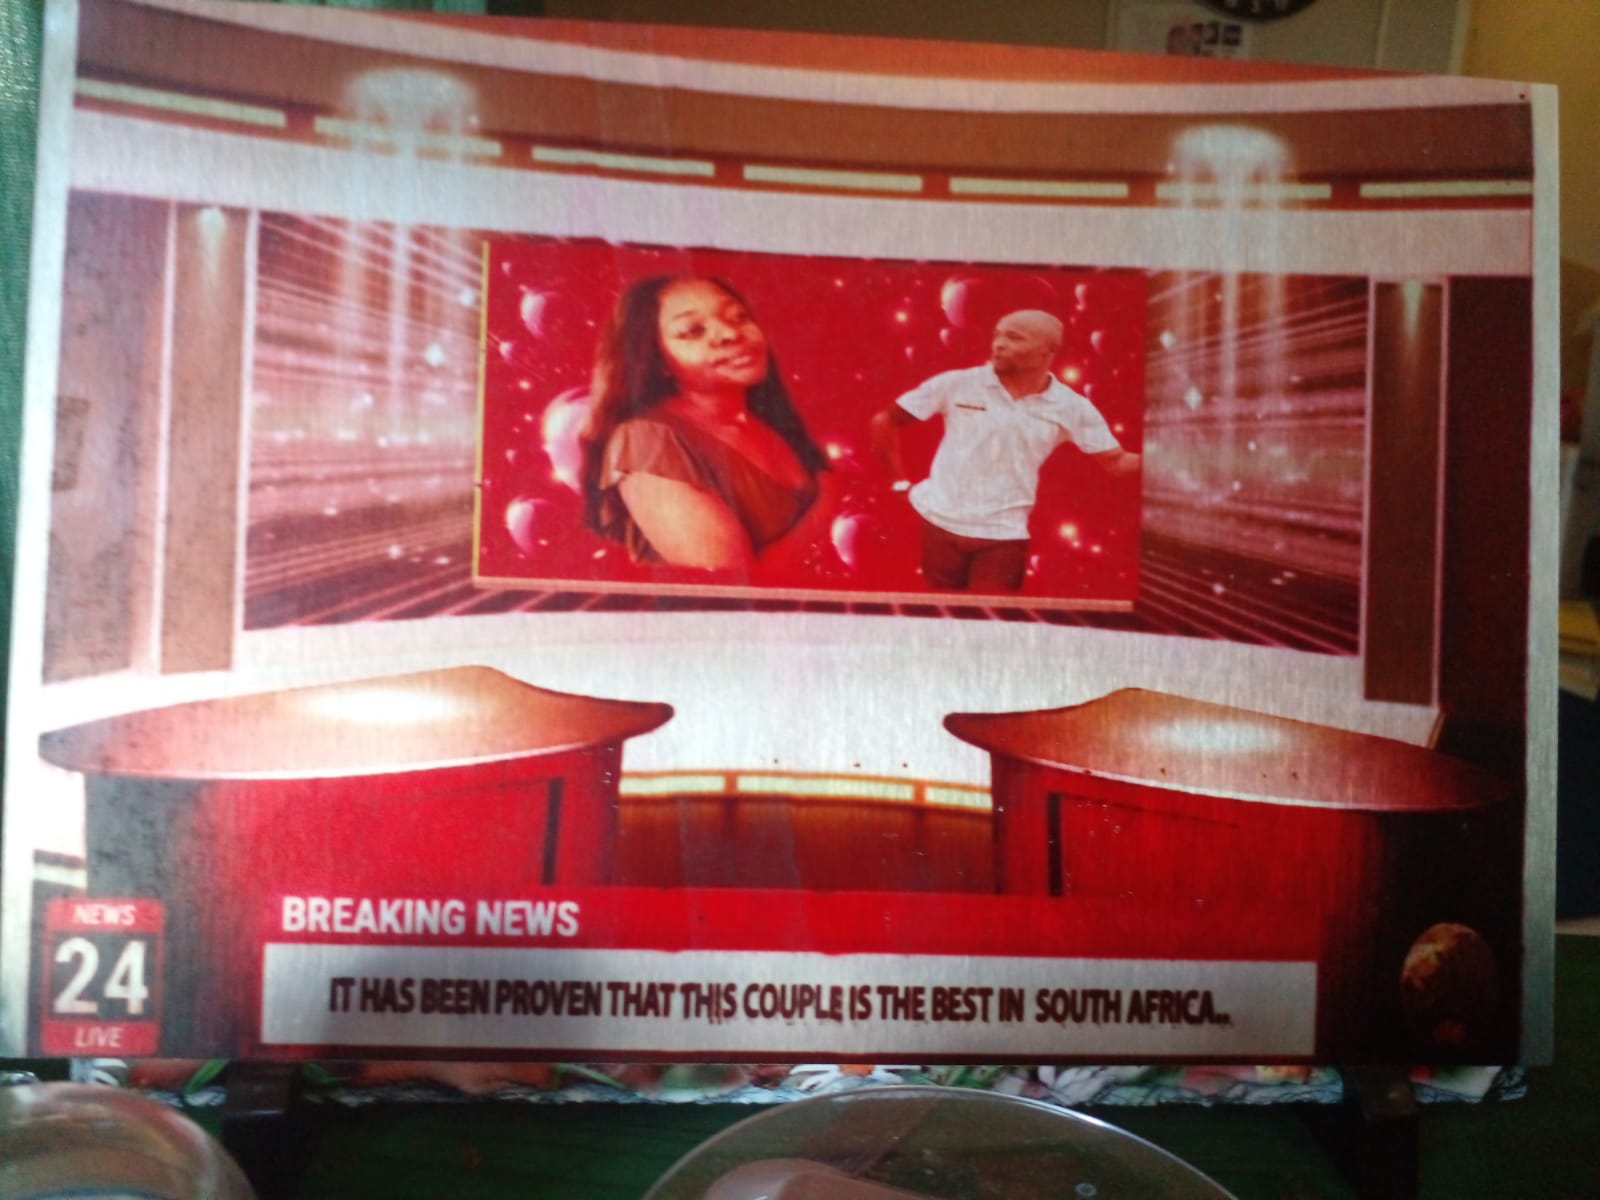 BREAKING NEWS
NEWS
24
LIVE
IT HAS BEEN PROVEN THAT THIS COUPLE IS THE BEST IN SOUTH AFRICA..